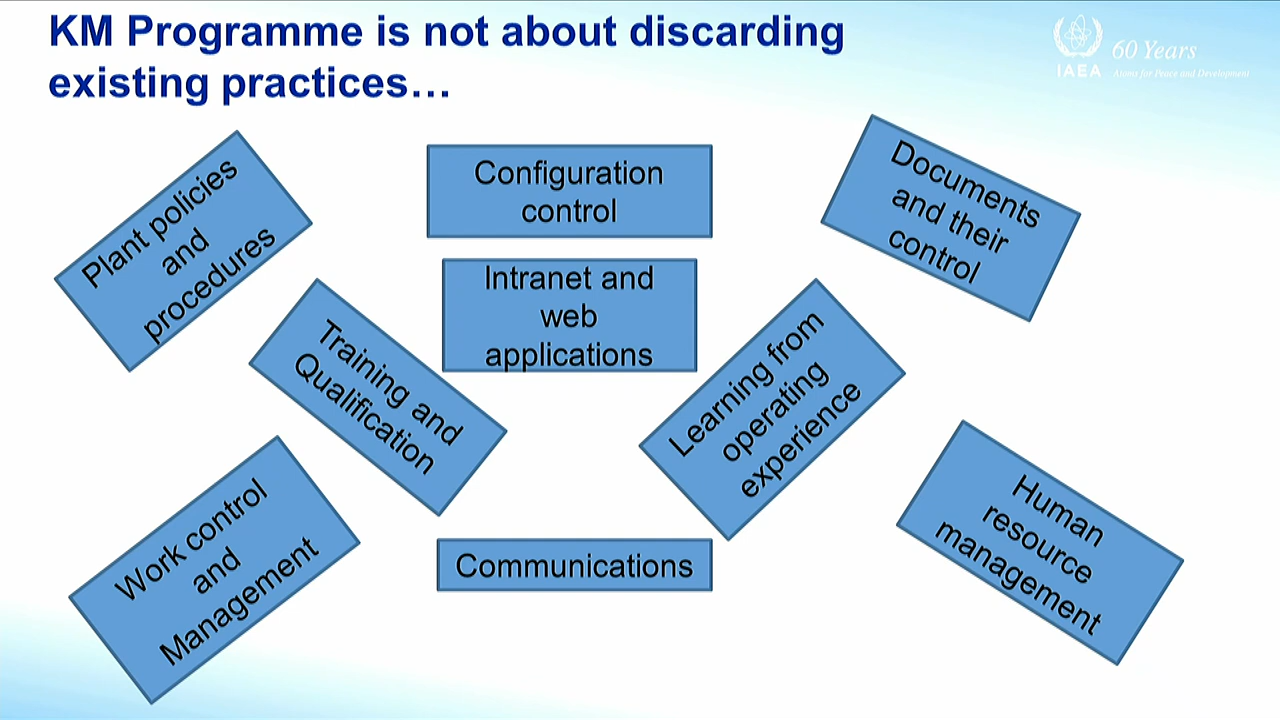 KM Programme is not about discarding
existing practices...
IAEA
60 Years
Atoms for Peace and Development
Plant policies
and
procedures
Configuration
control
Documents
and their
control
Intranet and
web
applications
Training and
Qualification
Learning from
operating
experience
Work control
and
Management
Communications
Human
resource
management